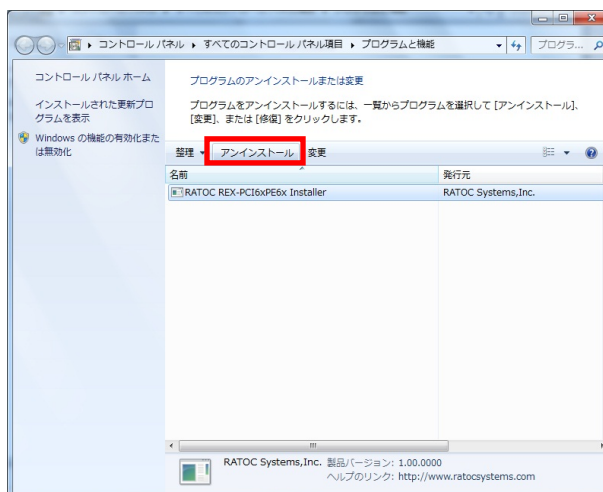 コントロール パネル ▸ すべてのコントロール パネル項目 ▸ プログラムと機能
プログラ...
コントロール パネル ホーム
インストールされた更新プロ
グラムを表示
Windows の機能の有効化また
は無効化
プログラムのアンインストールまたは変更
プログラムをアンインストールするには、一覧からプログラムを選択して [アンインストール]、
[変更]、または [修復] をクリックします。
整理 アンインストール 変更
名前 発行元
RATOC REX-PCI6xPE6x Installer RATOC Systems,Inc.
RATOC Systems,Inc. 製品バージョン: 1.00.0000
ヘルプのリンク: http://www.ratocsystems.com